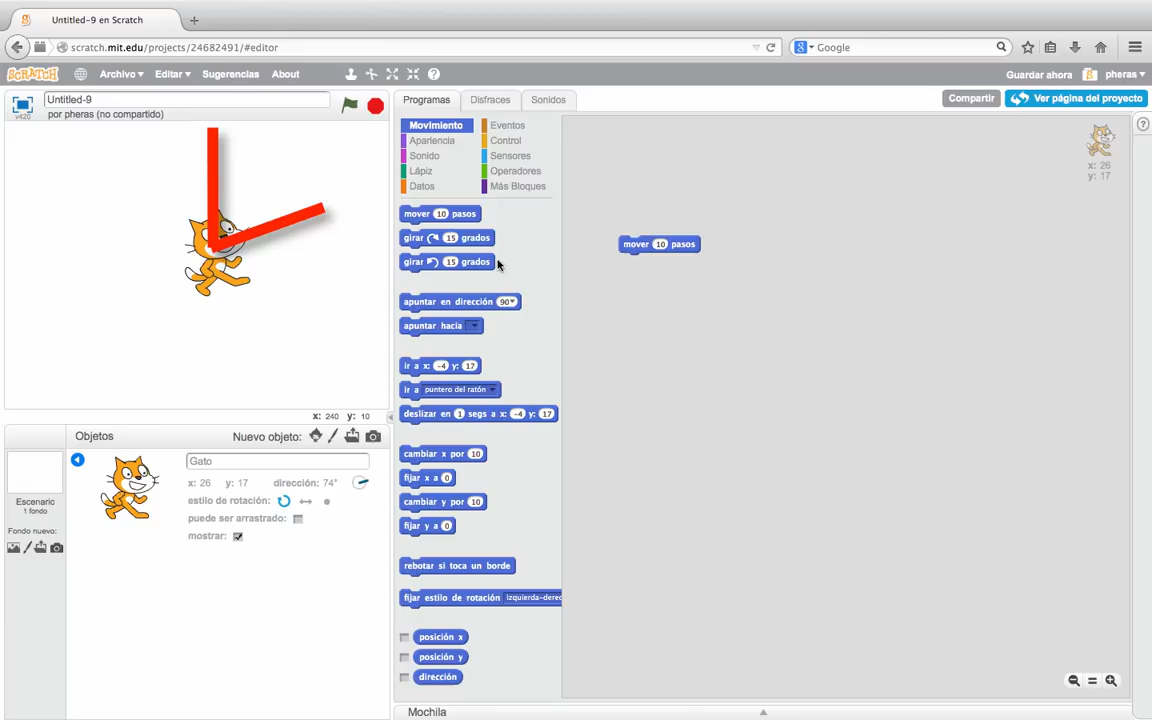 Untitled-9 en Scratch
scratch.mit.edu/projects/24682491/#editor
Google
SCRATCH
Archivo
Editar
Sugerencias
About
Guardar ahora
pheras
Untitled-9
por pheras (no compartido)
v420
Programas
Disfraces
Sonidos
Compartir
Ver página del proyecto
Movimiento
Eventos
Apariencia
Control
Sonido
Sensores
Lápiz
Operadores
Datos
Más Bloques
x: 26
y: 17
mover 10 pasos
girar 15 grados
girar 15 grados
mover 10 pasos
apuntar en dirección 90
apuntar hacia
ir a x: -4 y: 17
ir a puntero del ratón
deslizar en 1 segs a x: -4 y: 17
x: 240 y: 10
cambiar x por 10
fijar x a 0
cambiar y por 10
fijar y a 0
rebotar si toca un borde
fijar estilo de rotación izquierda-derec
posición x
posición y
dirección
Objetos
Nuevo objeto:
Gato
x: 26 y: 17 dirección: 74°
estilo de rotación:
puede ser arrastrado:
mostrar:
Escenario
1 fondo
Fondo nuevo:
Mochila